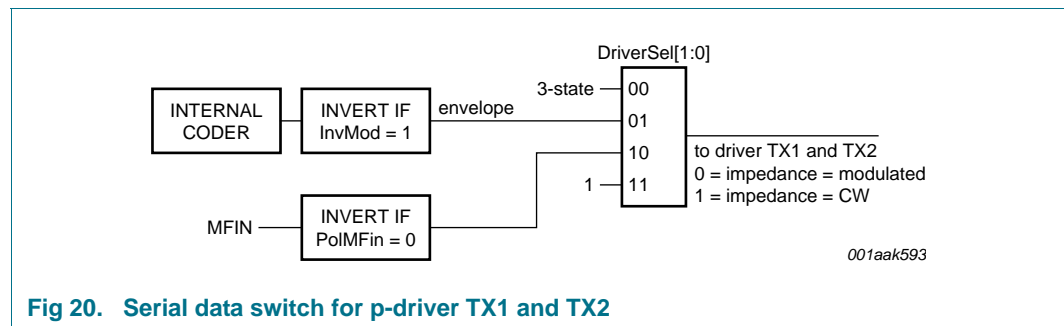 DriverSel[1:0]
3-state
00
INTERNAL
CODER
INVERT IF
InvMod = 1
envelope
01
10
1
11
to driver TX1 and TX2
0 = impedance = modulated
1 = impedance = CW
MFIN
INVERT IF
PolMFin = 0
001aak593
Fig 20. Serial data switch for p-driver TX1 and TX2